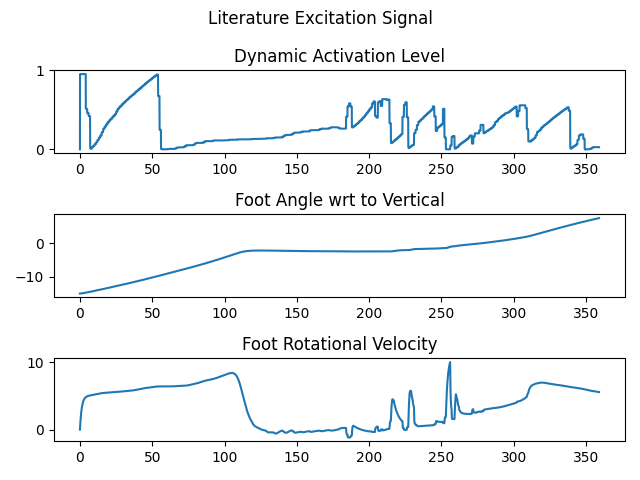 Literature Excitation Signal
Dynamic Activation Level
1
0
0 50 100 150 200 250 300 350
Foot Angle wrt to Vertical
0
−10
0 50 100 150 200 250 300 350
Foot Rotational Velocity
10
0
0 50 100 150 200 250 300 350